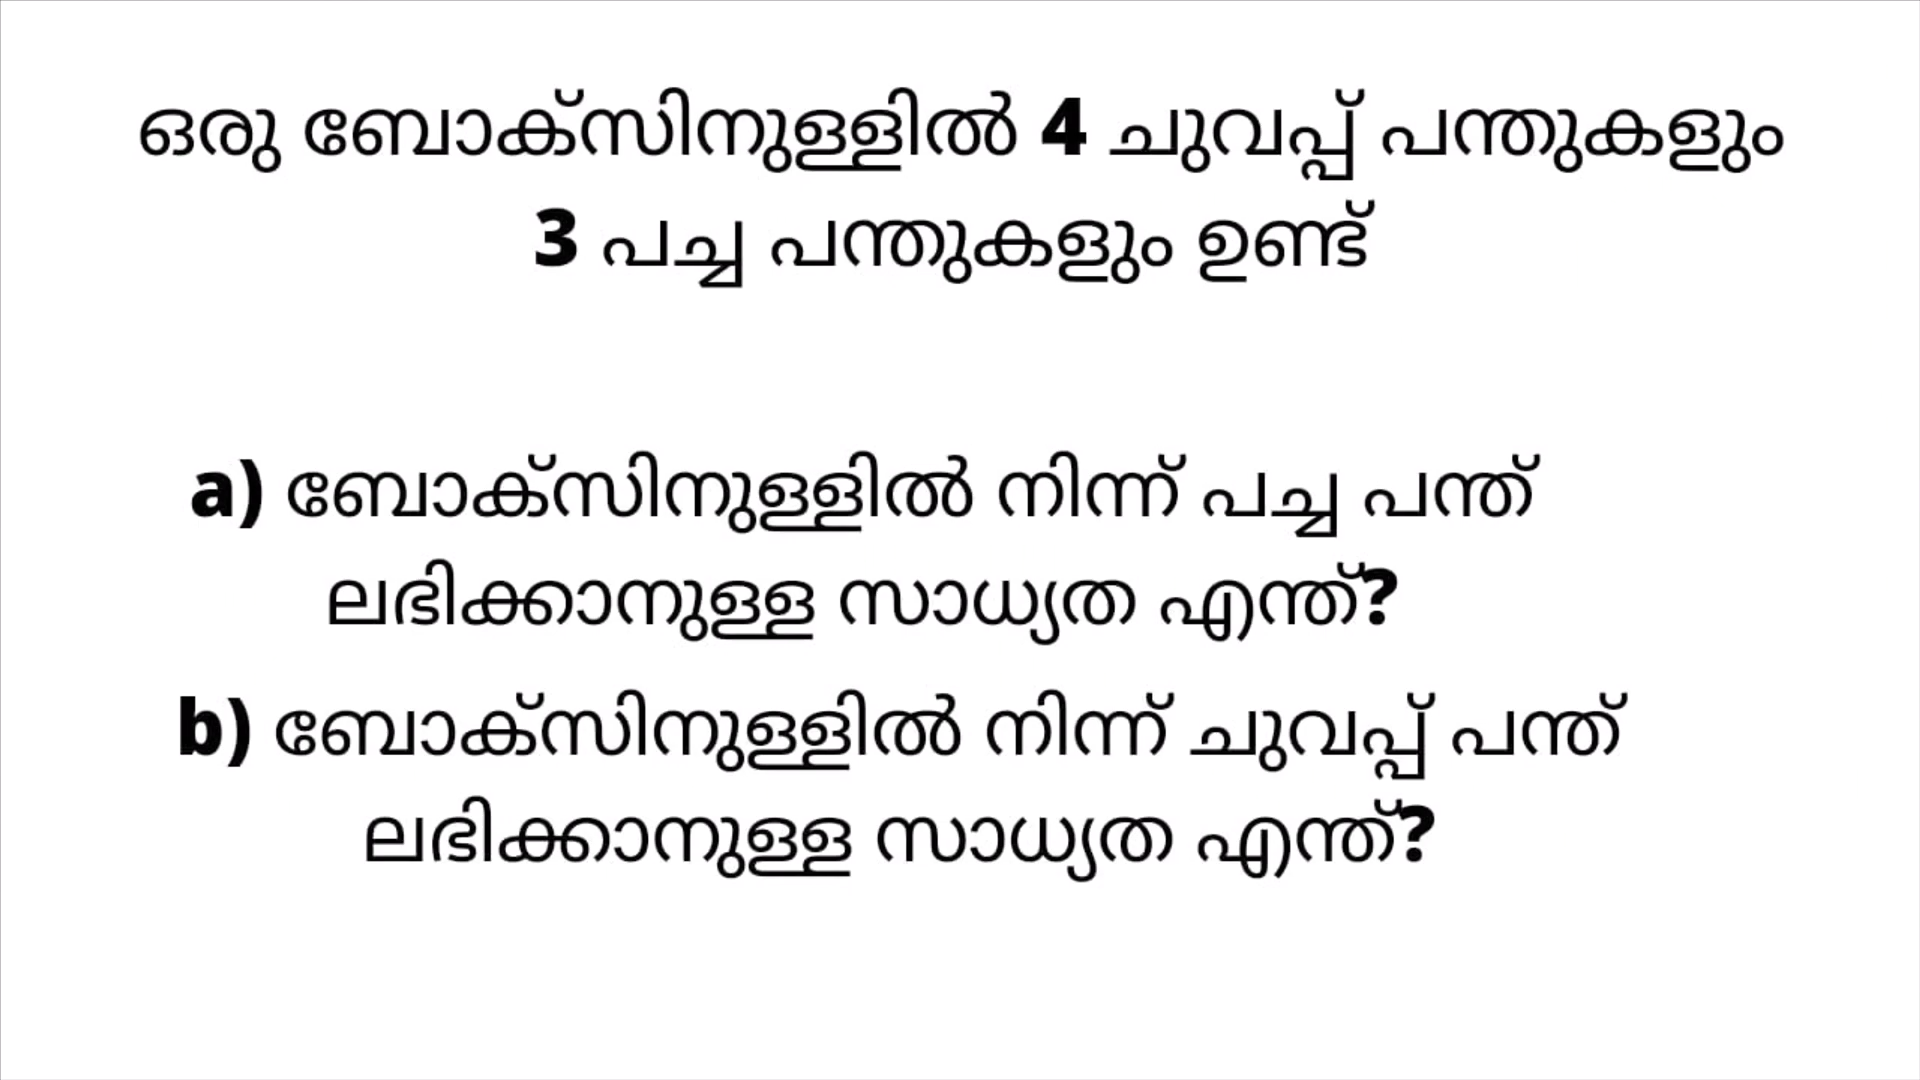 ഒരു ബോക്സിനുള്ളിൽ 4 ചുവപ്പ് പന്തുകളും
3 പച്ച പന്തുകളും ഉണ്ട്
a) ബോക്സിനുള്ളിൽ നിന്ന് പച്ച പന്ത്
ലഭിക്കാനുള്ള സാധ്യത എന്ത്?
b) ബോക്സിനുള്ളിൽ നിന്ന് ചുവപ്പ് പന്ത്
ലഭിക്കാനുള്ള സാധ്യത എന്ത്?